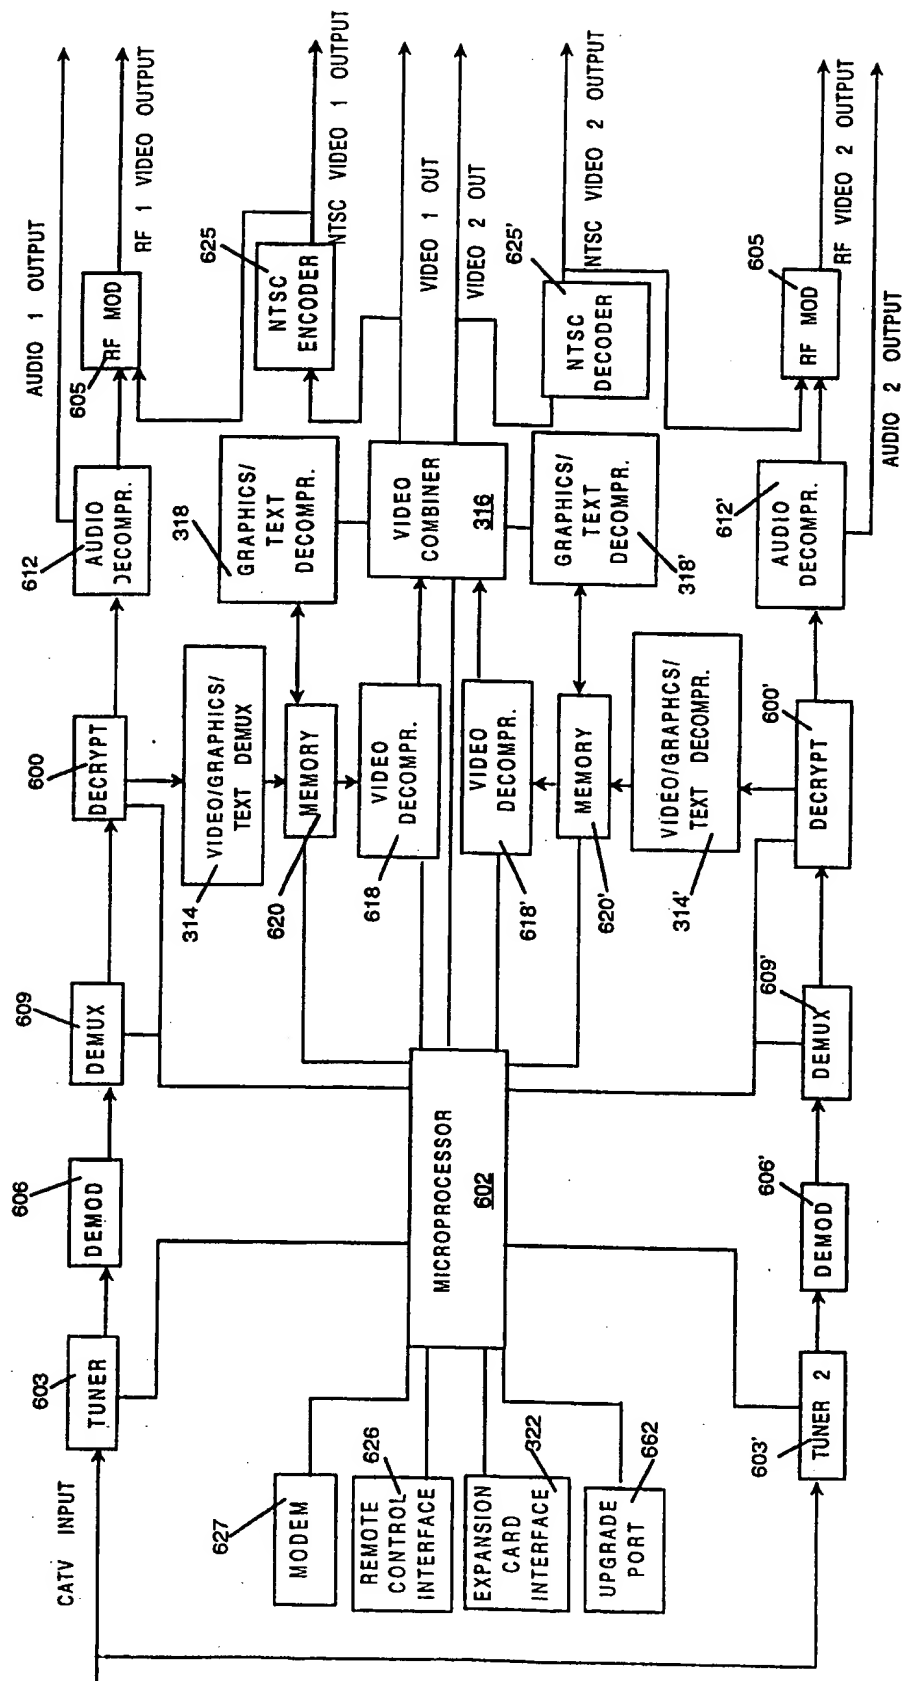 AUDIO 1 OUTPUT
RF 1 VIDEO OUTPUT
605
RF MOD
625
NTSC
ENCODER
NTSC VIDEO 1 OUTPUT
VIDEO 1 OUT
VIDEO 2 OUT
625'
NTSC
DECODER
NTSC VIDEO 2 OUTPUT
605
RF MOD
RF VIDEO 2 OUTPUT
AUDIO 2 OUTPUT
612
AUDIO
DECOMPR.
318
GRAPHICS/
TEXT
DECOMPR.
VIDEO
COMBINER
316
GRAPHICS/
TEXT
DECOMPR.
318'
612'
AUDIO
DECOMPR.
600
DECRYPT
VIDEO/GRAPHICS/
TEXT DEMUX
314
MEMORY
620
VIDEO
DECOMPR.
618
VIDEO
DECOMPR.
618'
MEMORY
620'
VIDEO/GRAPHCS/
TEXT DECOMPR.
314'
600'
DECRYPT
609
DEMUX
609'
DEMUX
606
DEMOD
MICROPROCESSOR
602
606'
DEMOD
603
TUNER
603'
TUNER 2
CATV INPUT
627
MODEM
626
REMOTE
CONTROL
INTERFACE
322
EXPANSION
CARD
INTERFACE
662
UPGRADE
PORT